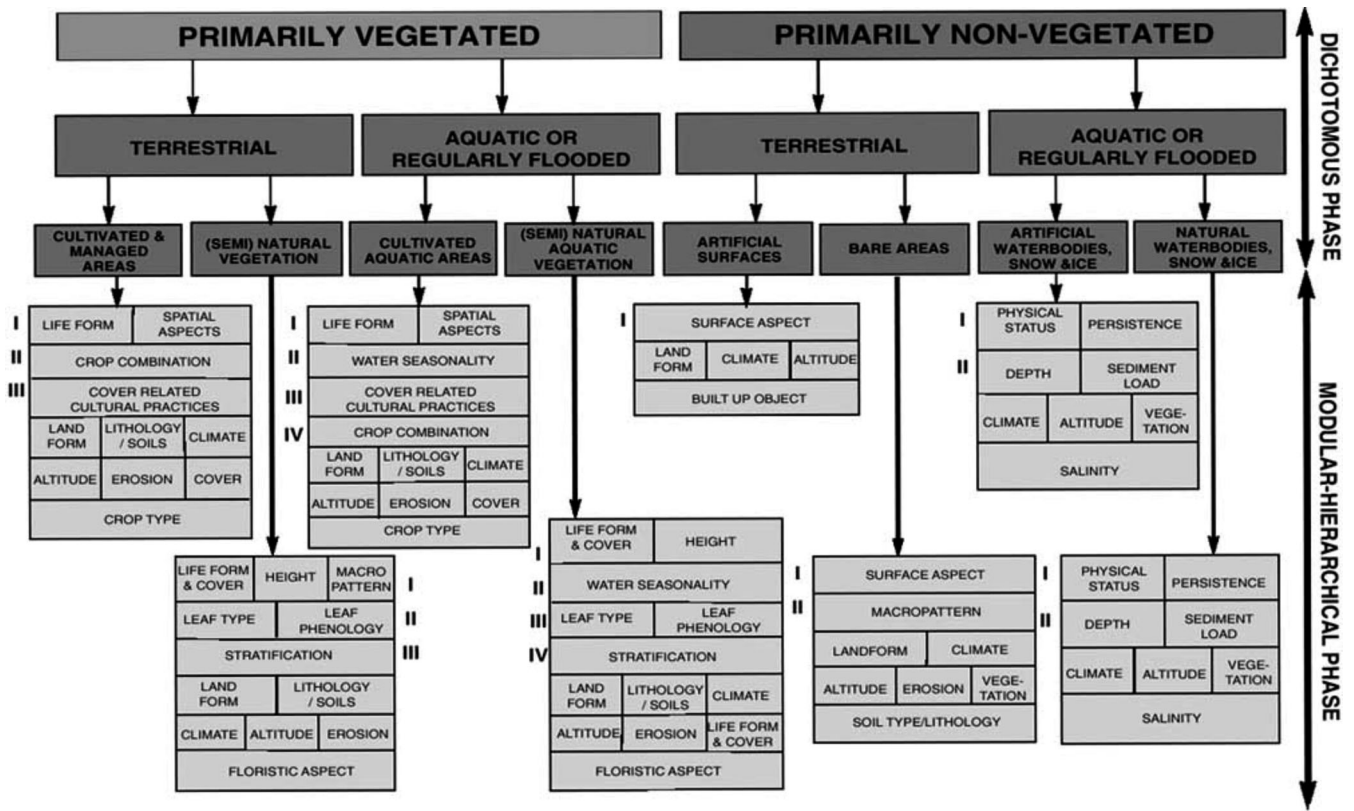 PRIMARILY VEGETATED
PRIMARILY NON-VEGETATED
DICHOTOMOUS PHASE
TERRESTRIAL
AQUATIC OR
REGULARLY FLOODED
TERRESTRIAL
AQUATIC OR
REGULARLY FLOODED
CULTIVATED &
MANAGED
AREAS
(SEMI) NATURAL
VEGETATION
CULTIVATED
AQUATIC AREAS
(SEMI) NATURAL
AQUATIC
VEGETATION
ARTIFICIAL
SURFACES
BARE AREAS
ARTIFICIAL
WATERBODIES,
SNOW &ICE
NATURAL
WATERBODIES,
SNOW &ICE
MODULAR-HIERARCHICAL PHASE
I
LIFE FORM
SPATIAL
ASPECTS
II
CROP COMBINATION
III
COVER RELATED
CULTURAL PRACTICES
LAND
FORM
LITHOLOGY
/ SOILS
CLIMATE
ALTITUDE
EROSION
COVER
CROP TYPE
I
LIFE FORM
SPATIAL
ASPECTS
II
WATER SEASONALITY
III
COVER RELATED
CULTURAL PRACTICES
IV
CROP COMBINATION
LAND
FORM
LITHOLOGY
/ SOILS
CLIMATE
ALTITUDE
EROSION
COVER
CROP TYPE
I
SURFACE ASPECT
LAND
FORM
CLIMATE
ALTITUDE
BUILT UP OBJECT
I
PHYSICAL
STATUS
PERSISTENCE
II
DEPTH
SEDIMENT
LOAD
CLIMATE
ALTITUDE
VEGE-
TATION
SALINITY
LIFE FORM
& COVER
HEIGHT
MACRO
PATTERN
I
LEAF TYPE
LEAF
PHENOLOGY
II
STRATIFICATION
III
LAND
FORM
LITHOLOGY
/ SOILS
CLIMATE
ALTITUDE
EROSION
FLORISTIC ASPECT
I
LIFE FORM
& COVER
HEIGHT
II
WATER SEASONALITY
III
LEAF TYPE
LEAF
PHENOLOGY
IV
STRATIFICATION
LAND
FORM
LITHOLOGY
/ SOILS
CLIMATE
ALTITUDE
EROSION
LIFE FORM
& COVER
FLORISTIC ASPECT
I
SURFACE ASPECT
II
MACROPATTERN
LANDFORM
CLIMATE
ALTITUDE
EROSION
VEGE-
TATION
SOIL TYPE/LITHOLOGY
I
PHYSICAL
STATUS
PERSISTENCE
II
DEPTH
SEDIMENT
LOAD
CLIMATE
ALTITUDE
VEGE-
TATION
SALINITY